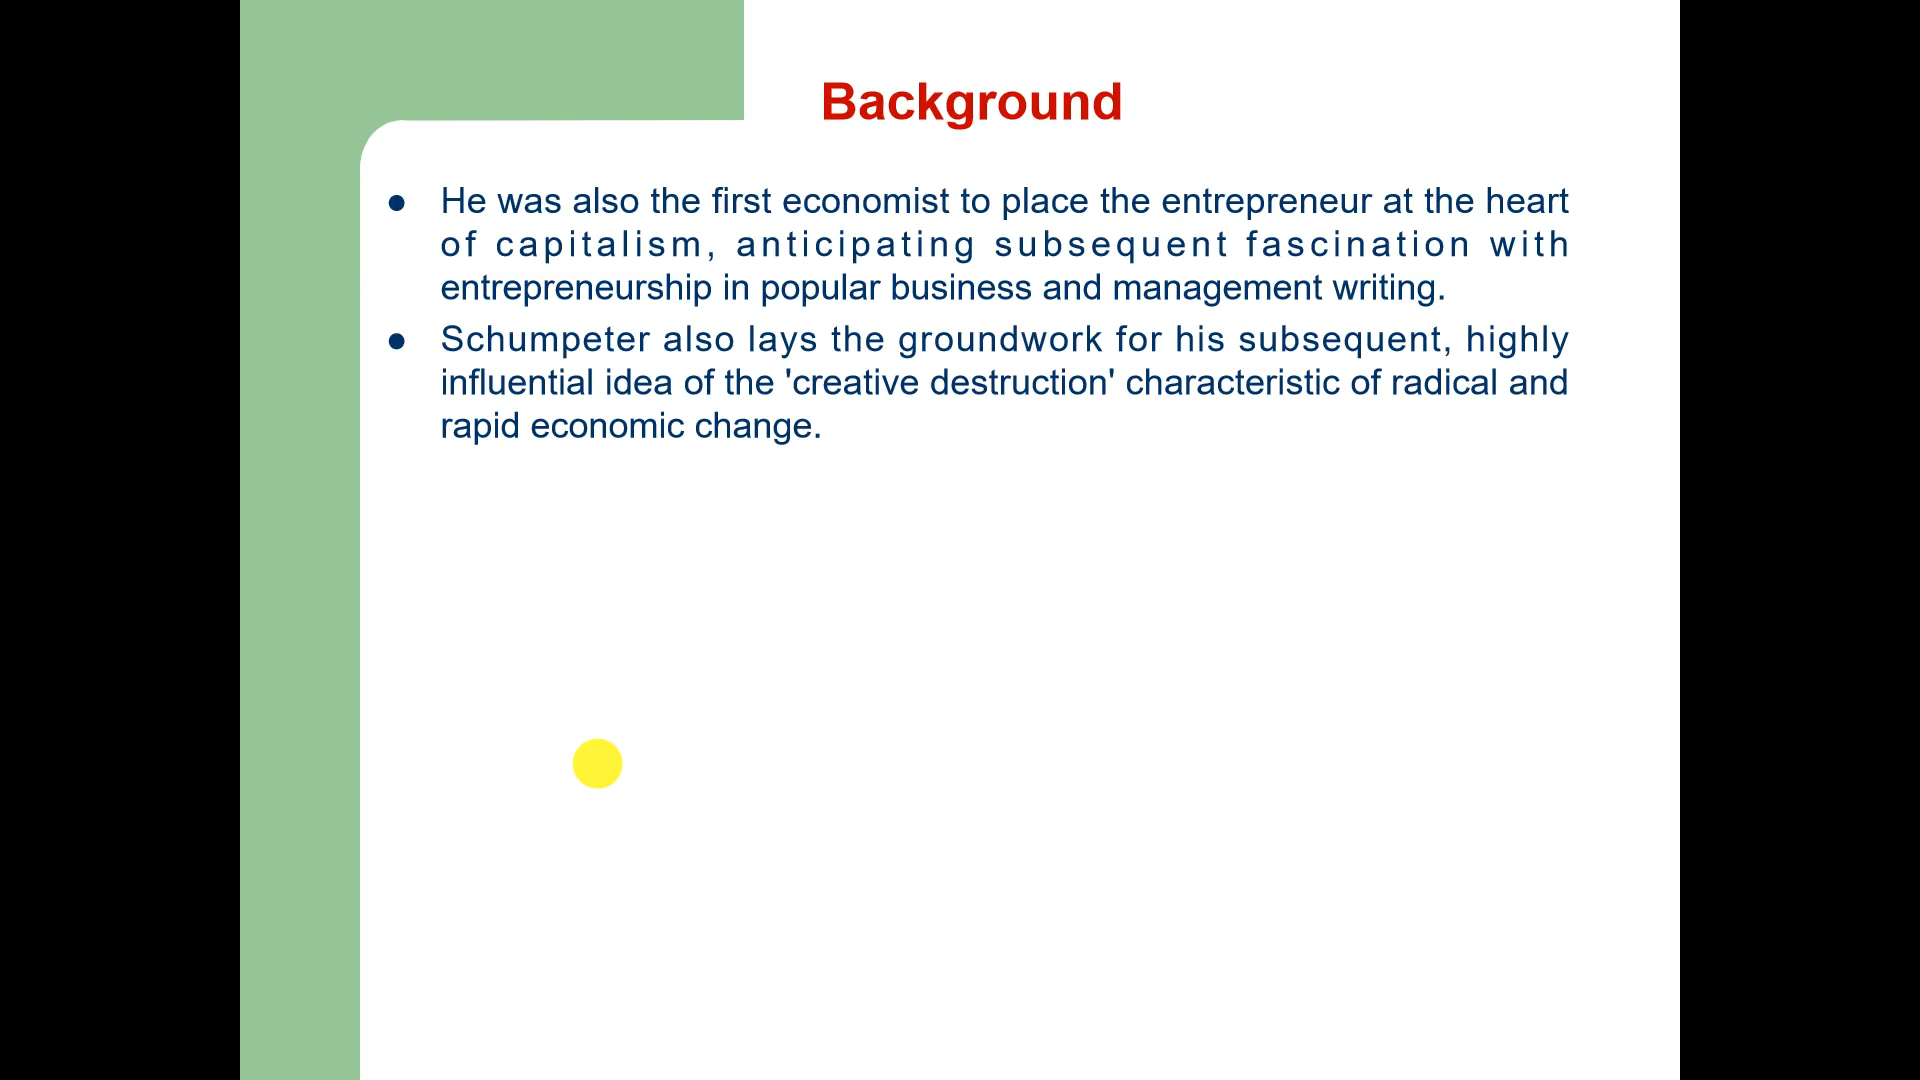 Background
● He was also the first economist to place the entrepreneur at the heart
of capitalism, anticipating subsequent fascination with
entrepreneurship in popular business and management writing.
● Schumpeter also lays the groundwork for his subsequent, highly
influential idea of the 'creative destruction' characteristic of radical and
rapid economic change.